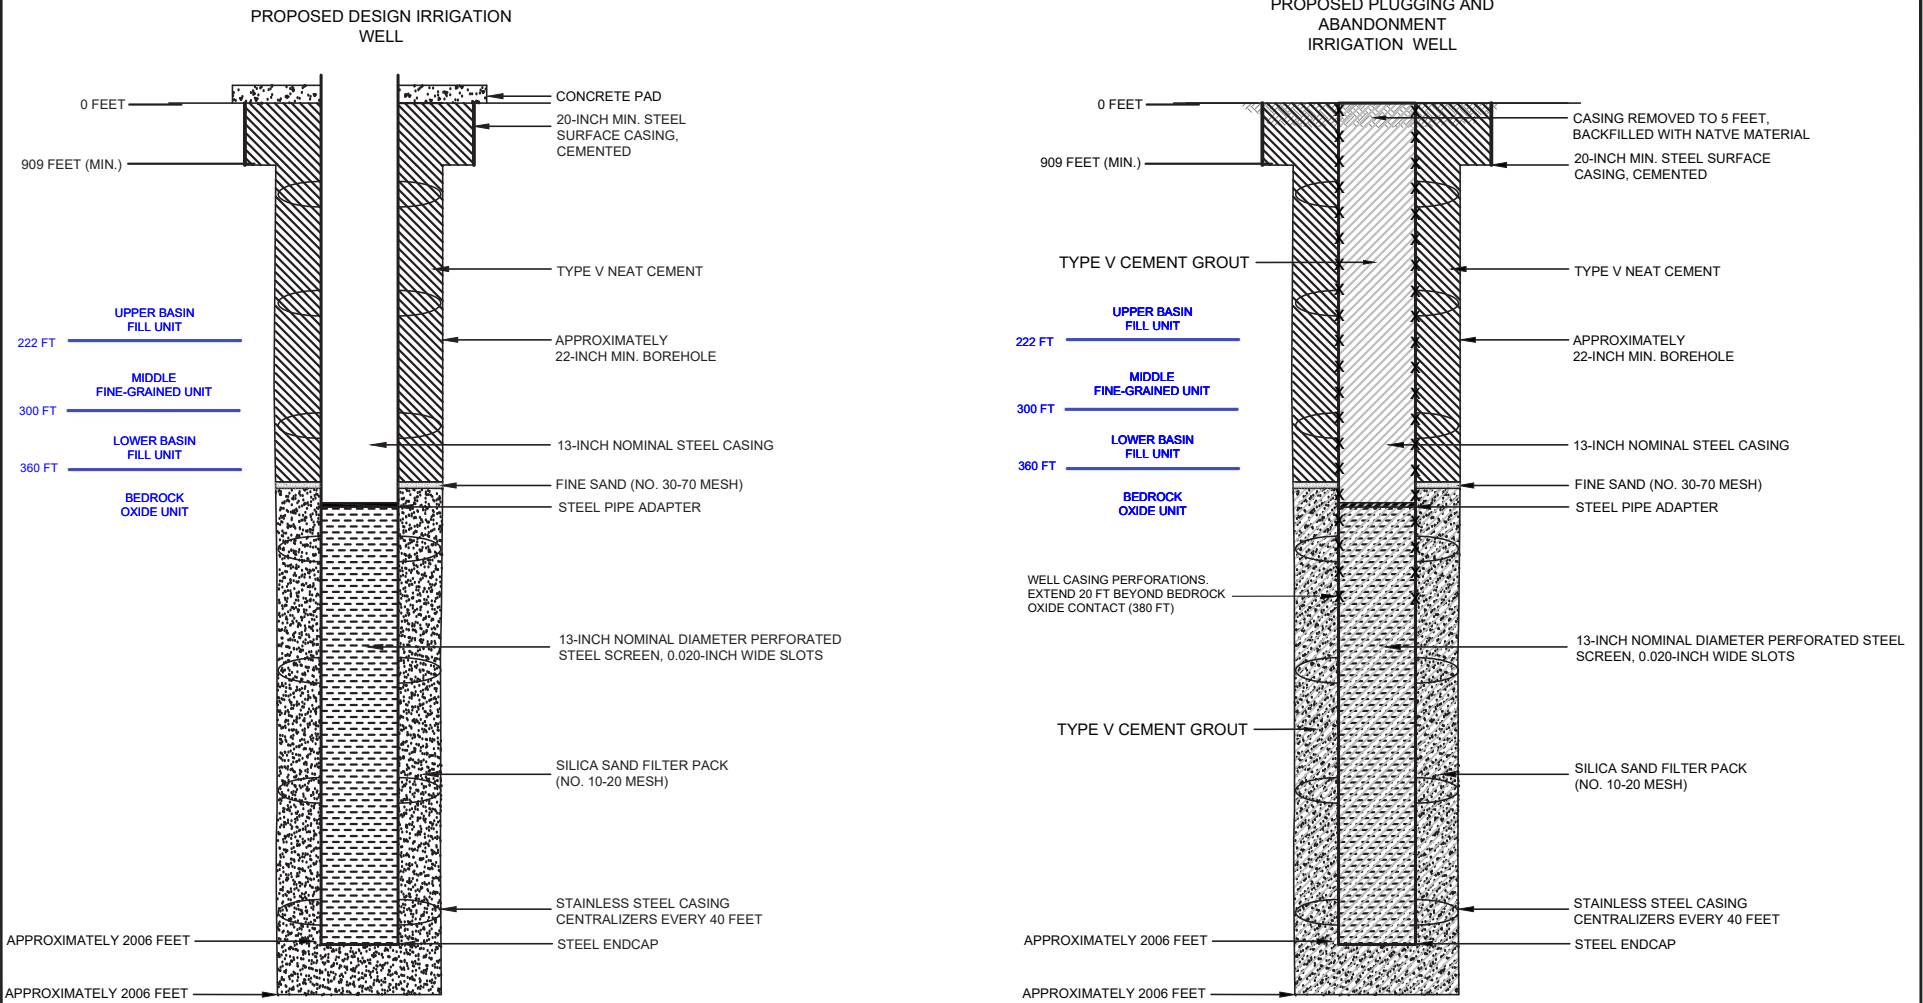 PROPOSED DESIGN IRRIGATION
WELL
0 FEET
909 FEET (MIN.)
UPPER BASIN
FILL UNIT
222 FT
MIDDLE
FINE-GRAINED UNIT
300 FT
LOWER BASIN
FILL UNIT
360 FT
BEDROCK
OXIDE UNIT
APPROXIMATELY 2006 FEET
APPROXIMATELY 2006 FEET
CONCRETE PAD
20-INCH MIN. STEEL
SURFACE CASING,
CEMENTED
TYPE V NEAT CEMENT
APPROXIMATELY
22-INCH MIN. BOREHOLE
13-INCH NOMINAL STEEL CASING
FINE SAND (NO. 30-70 MESH)
STEEL PIPE ADAPTER
13-INCH NOMINAL DIAMETER PERFORATED
STEEL SCREEN, 0.020-INCH WIDE SLOTS
SILICA SAND FILTER PACK
(NO. 10-20 MESH)
STAINLESS STEEL CASING
CENTRALIZERS EVERY 40 FEET
STEEL ENDCAP
PROPOSED PLUGGING AND
ABANDONMENT
IRRIGATION WELL
0 FEET
909 FEET (MIN.)
TYPE V CEMENT GROUT
UPPER BASIN
FILL UNIT
222 FT
MIDDLE
FINE-GRAINED UNIT
300 FT
LOWER BASIN
FILL UNIT
360 FT
BEDROCK
OXIDE UNIT
WELL CASING PERFORATIONS.
EXTEND 20 FT BEYOND BEDROCK
OXIDE CONTACT (380 FT)
TYPE V CEMENT GROUT
APPROXIMATELY 2006 FEET
APPROXIMATELY 2006 FEET
CASING REMOVED TO 5 FEET,
BACKFILLED WITH NATVE MATERIAL
20-INCH MIN. STEEL SURFACE
CASING, CEMENTED
TYPE V NEAT CEMENT
APPROXIMATELY
22-INCH MIN. BOREHOLE
13-INCH NOMINAL STEEL CASING
FINE SAND (NO. 30-70 MESH)
STEEL PIPE ADAPTER
13-INCH NOMINAL DIAMETER PERFORATED STEEL
SCREEN, 0.020-INCH WIDE SLOTS
SILICA SAND FILTER PACK
(NO. 10-20 MESH)
STAINLESS STEEL CASING
CENTRALIZERS EVERY 40 FEET
STEEL ENDCAP